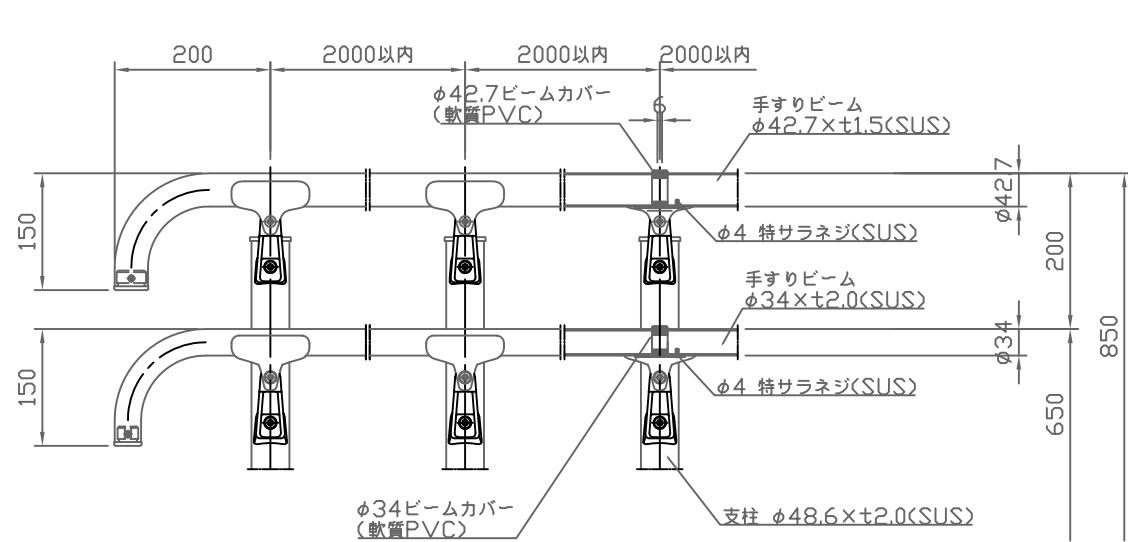 200
2000以内
2000以内
2000以内
φ42.7ビームカバー
(軟質PVC)
6
手すりビーム
φ42.7×t1.5(SUS)
150
φ42.7
φ4 特サラネジ(SUS)
200
手すりビーム
φ34×t2.0(SUS)
850
150
φ34
φ4 特サラネジ(SUS)
650
φ34ビームカバー
(軟質PVC)
支柱 φ48.6×t2.0(SUS)